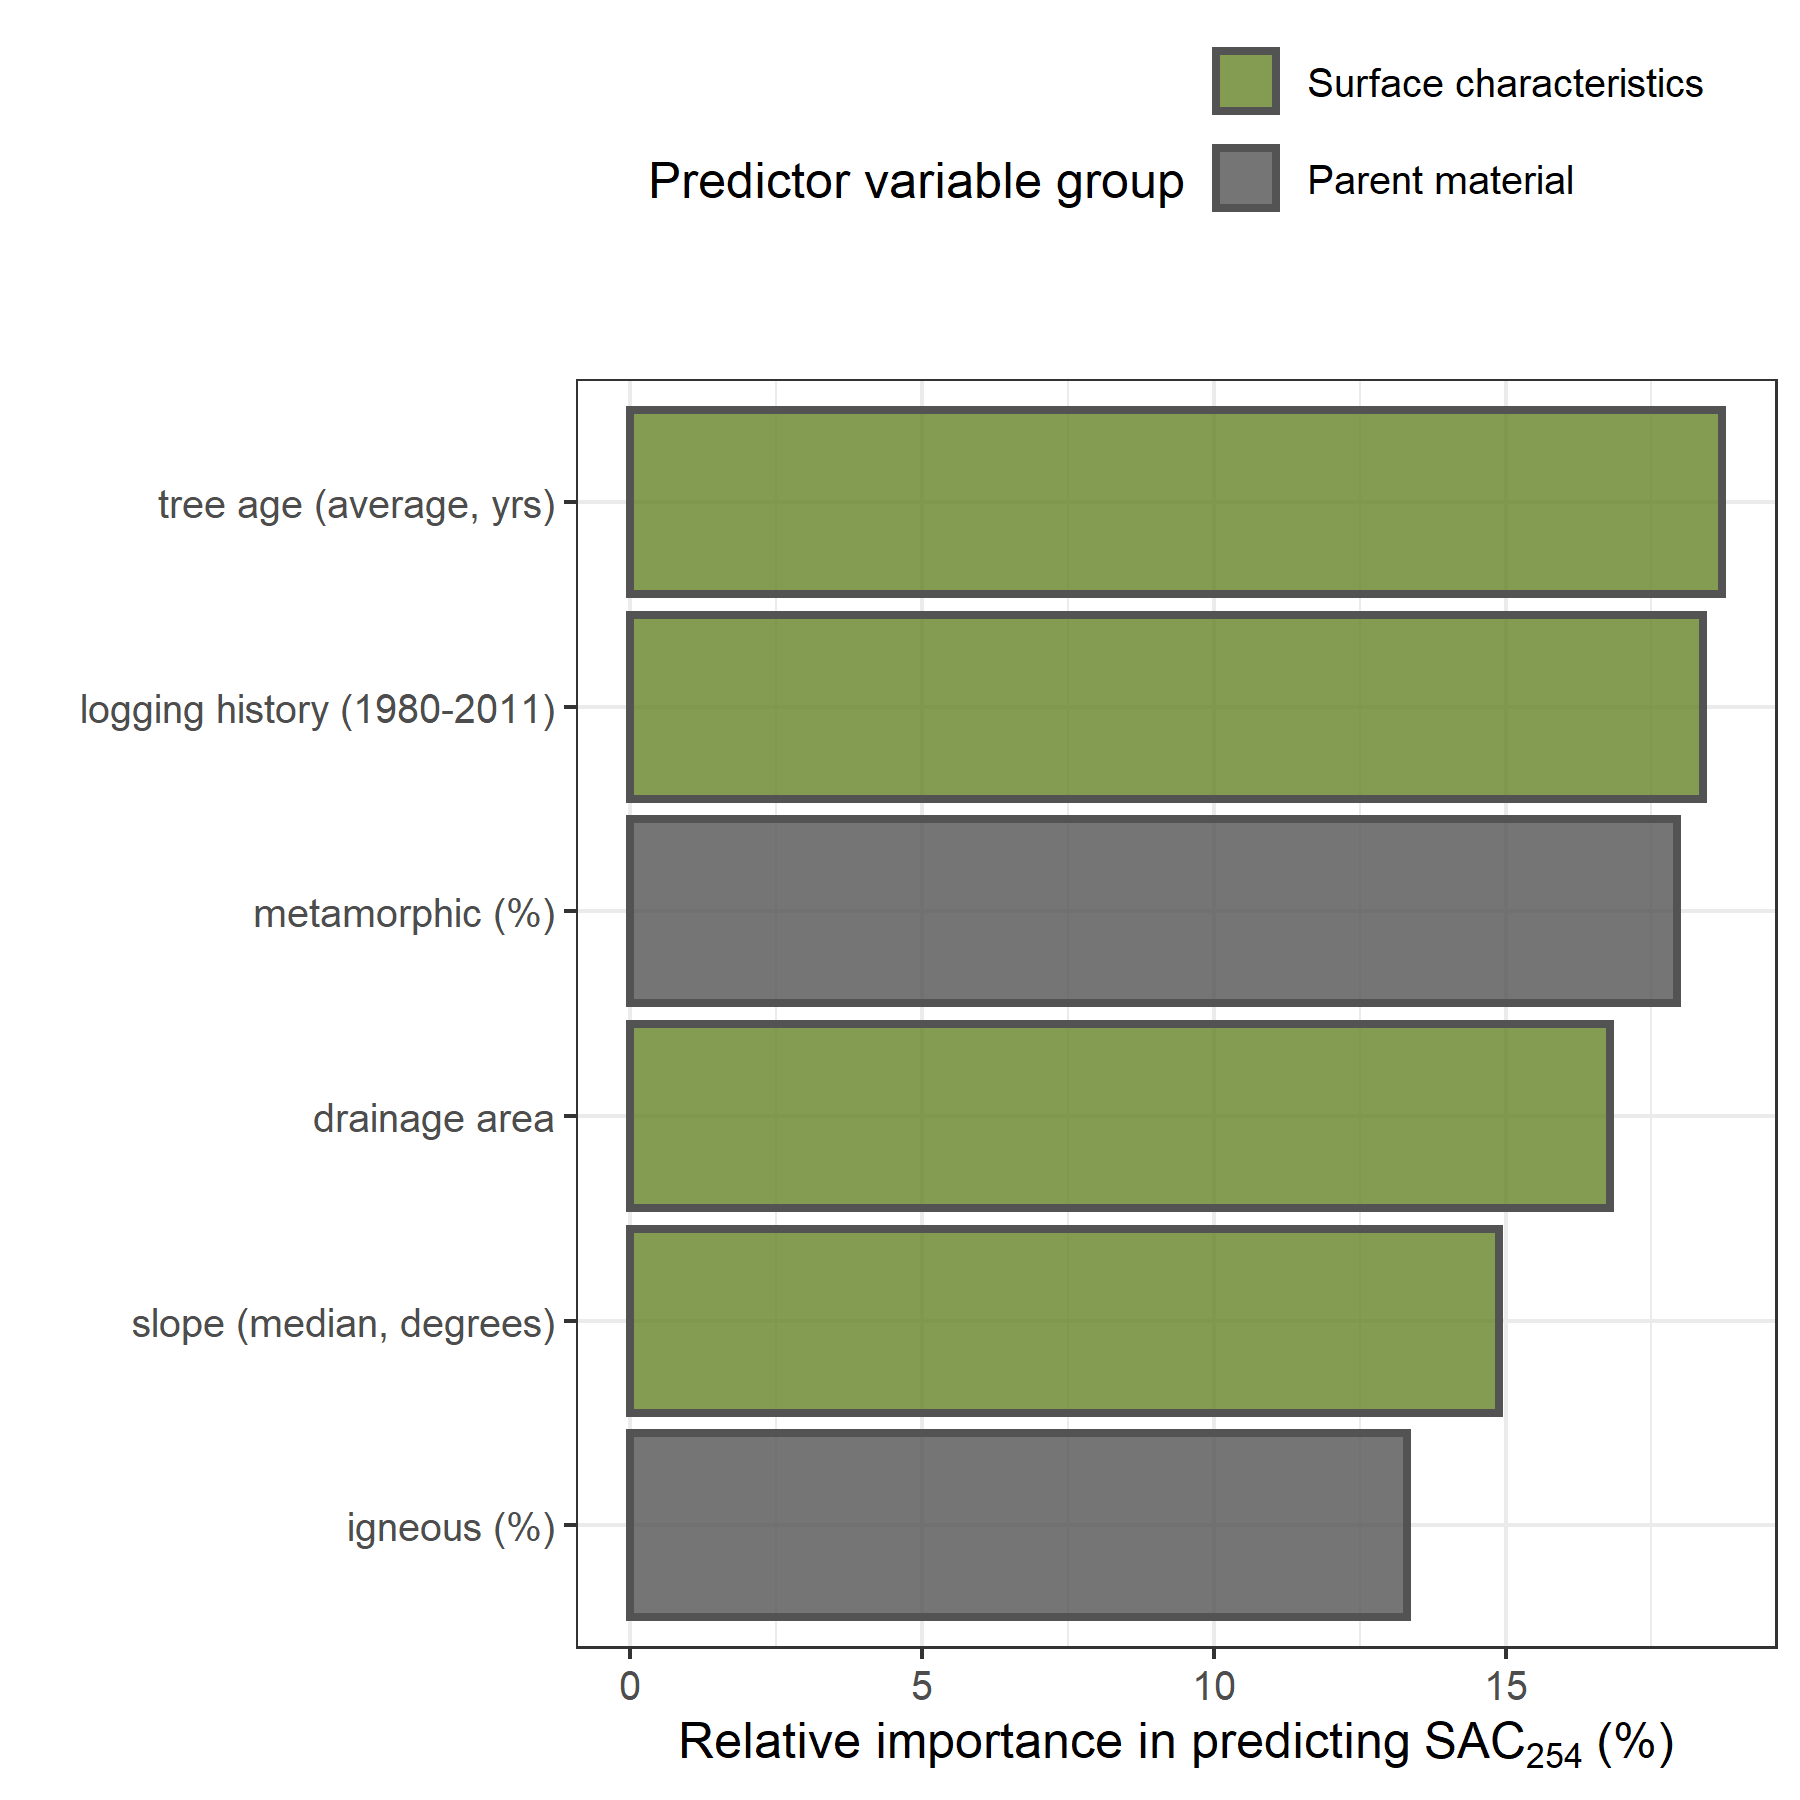 Surface characteristics
Predictor variable group
Parent material
tree age (average, yrs)
logging history (1980-2011)
metamorphic (%)
drainage area
slope (median, degrees)
igneous (%)
0 5 10 15
Relative importance in predicting SAC₂₅₄ (%)